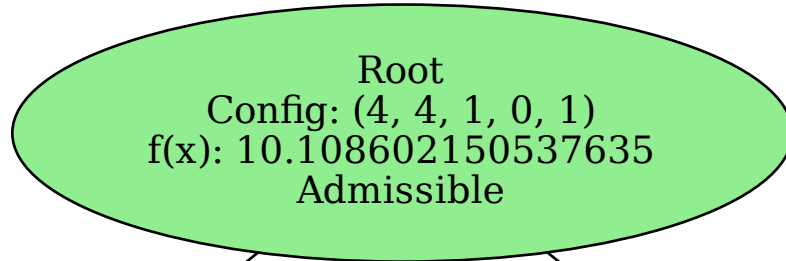 Root
Config: (4, 4, 1, 0, 1)
f(x): 10.108602150537635
Admissible